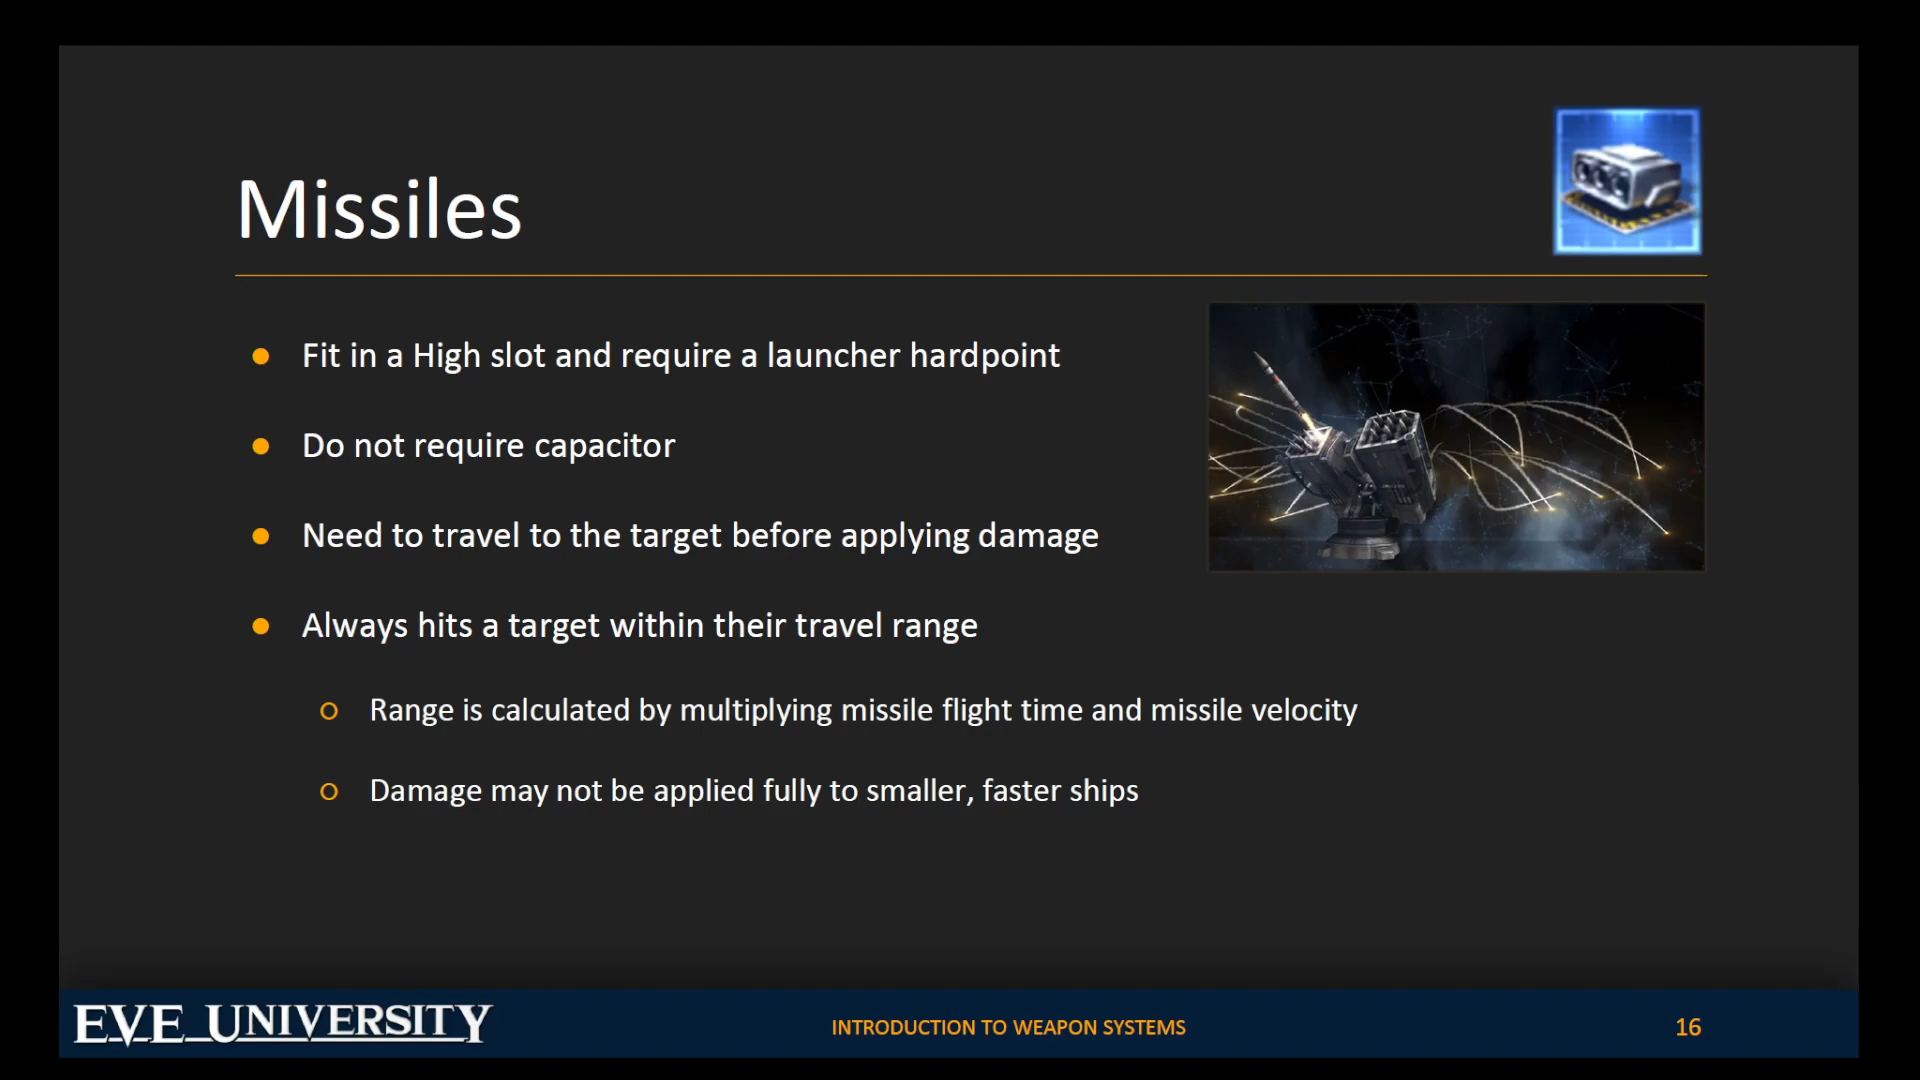 Missiles
Fit in a High slot and require a launcher hardpoint
Do not require capacitor
Need to travel to the target before applying damage
Always hits a target within their travel range
Range is calculated by multiplying missile flight time and missile velocity
Damage may not be applied fully to smaller, faster ships
EVE UNIVERSITY
INTRODUCTION TO WEAPON SYSTEMS
16